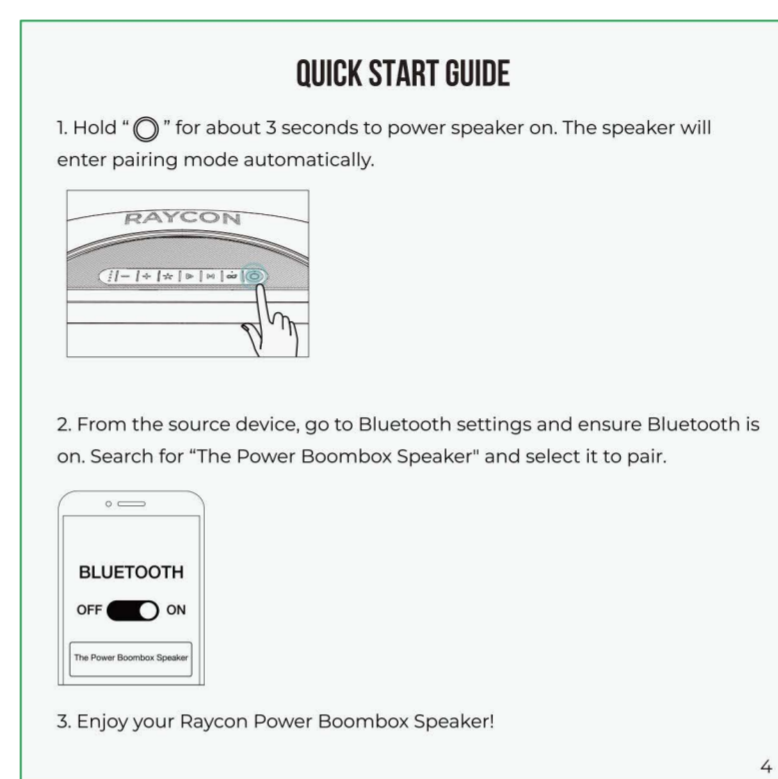 QUICK START GUIDE
1. Hold “ ” for about 3 seconds to power speaker on. The speaker will
enter pairing mode automatically.
RAYCON
2. From the source device, go to Bluetooth settings and ensure Bluetooth is
on. Search for “The Power Boombox Speaker" and select it to pair.
BLUETOOTH
OFF ON
The Power Boombox Speaker
3. Enjoy your Raycon Power Boombox Speaker!
4